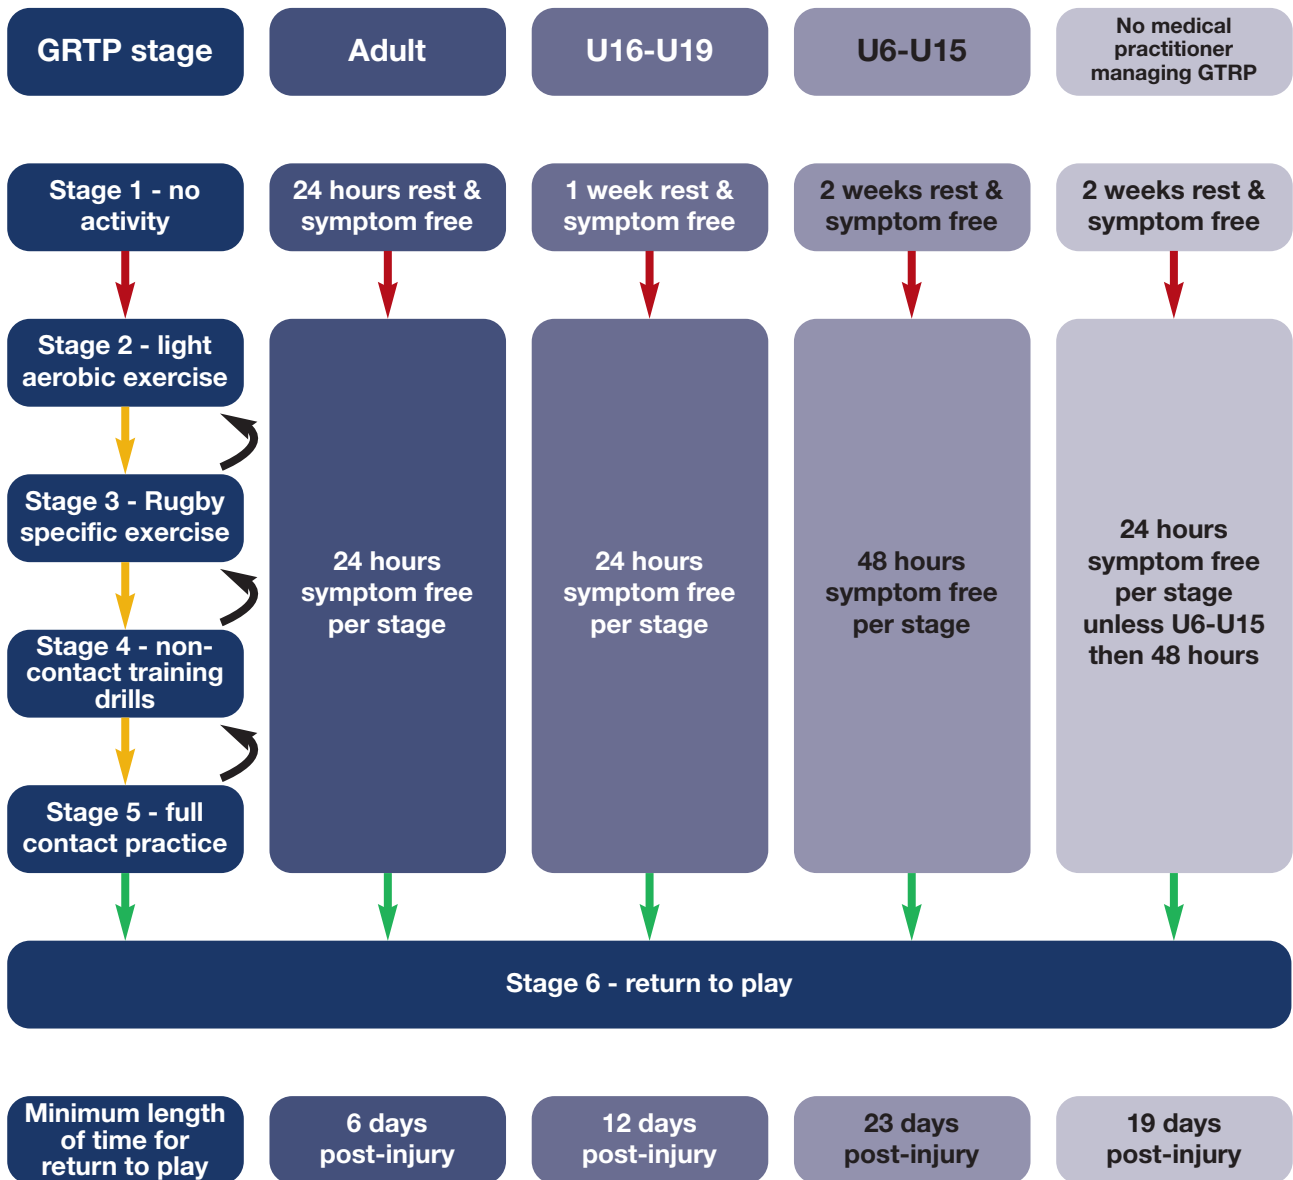 GRTP stage
Adult
U16-U19
U6-U15
No medical
practitioner
managing GTRP
Stage 1 - no
activity
24 hours rest &
symptom free
1 week rest &
symptom free
2 weeks rest &
symptom free
2 weeks rest &
symptom free
Stage 2 - light
aerobic exercise
Stage 3 - Rugby
specific exercise
Stage 4 - non-
contact training
drills
Stage 5 - full
contact practice
24 hours
symptom free
per stage
24 hours
symptom free
per stage
48 hours
symptom free
per stage
24 hours
symptom free
per stage
unless U6-U15
then 48 hours
Stage 6 - return to play
Minimum length
of time for
return to play
6 days
post-injury
12 days
post-injury
23 days
post-injury
19 days
post-injury